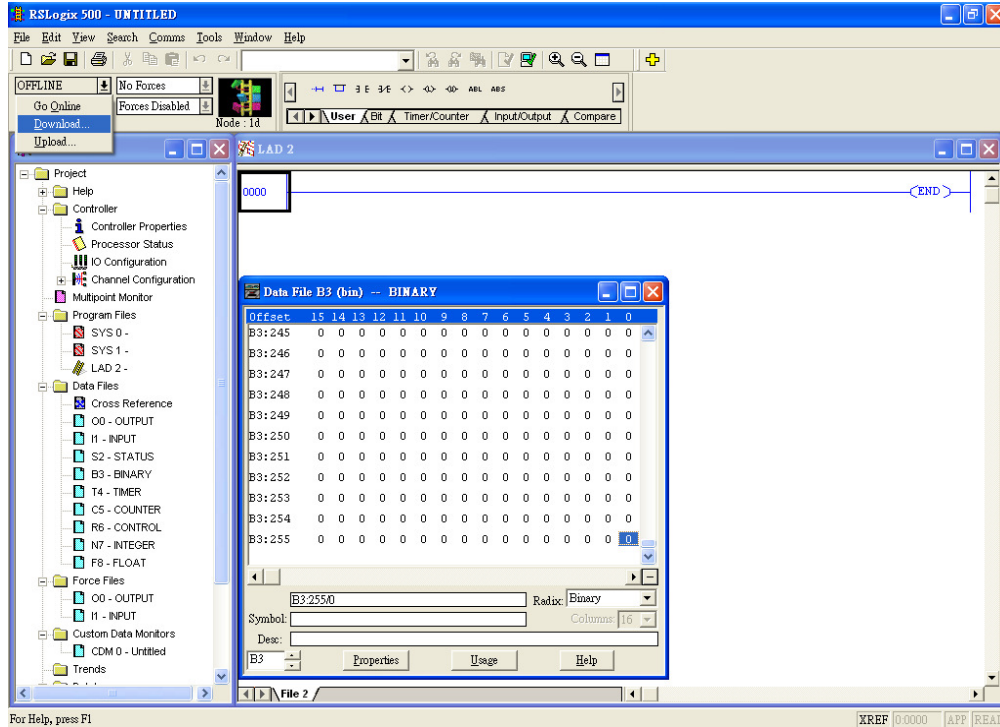 RSLogix 500 - UNTITLED
File Edit View Search Comms Tools Window Help
OFFLINE No Forces
Go Online Forces Disabled
Download...
Upload...
Node : 1d
ABL ABS
User Bit Timer/Counter Input/Output Compare
LAD 2
Project
Help
Controller
Controller Properties
Processor Status
IO Configuration
Channel Configuration
Multipoint Monitor
Program Files
SYS 0 -
SYS 1 -
LAD 2 -
Data Files
Cross Reference
O0 - OUTPUT
I1 - INPUT
S2 - STATUS
B3 - BINARY
T4 - TIMER
C5 - COUNTER
R6 - CONTROL
N7 - INTEGER
F8 - FLOAT
Force Files
O0 - OUTPUT
I1 - INPUT
Custom Data Monitors
CDM 0 - Untitled
Trends
0000
END
Data File B3 (bin) -- BINARY
Offset 15 14 13 12 11 10 9 8 7 6 5 4 3 2 1 0
B3:245 0 0 0 0 0 0 0 0 0 0 0 0 0 0 0 0
B3:246 0 0 0 0 0 0 0 0 0 0 0 0 0 0 0 0
B3:247 0 0 0 0 0 0 0 0 0 0 0 0 0 0 0 0
B3:248 0 0 0 0 0 0 0 0 0 0 0 0 0 0 0 0
B3:249 0 0 0 0 0 0 0 0 0 0 0 0 0 0 0 0
B3:250 0 0 0 0 0 0 0 0 0 0 0 0 0 0 0 0
B3:251 0 0 0 0 0 0 0 0 0 0 0 0 0 0 0 0
B3:252 0 0 0 0 0 0 0 0 0 0 0 0 0 0 0 0
B3:253 0 0 0 0 0 0 0 0 0 0 0 0 0 0 0 0
B3:254 0 0 0 0 0 0 0 0 0 0 0 0 0 0 0 0
B3:255 0 0 0 0 0 0 0 0 0 0 0 0 0 0 0 0
B3:255/0 Radix: Binary
Symbol: Columns: 16
Desc:
B3 Properties Usage Help
File 2
For Help, press F1 XREF 0:0000 APP READ